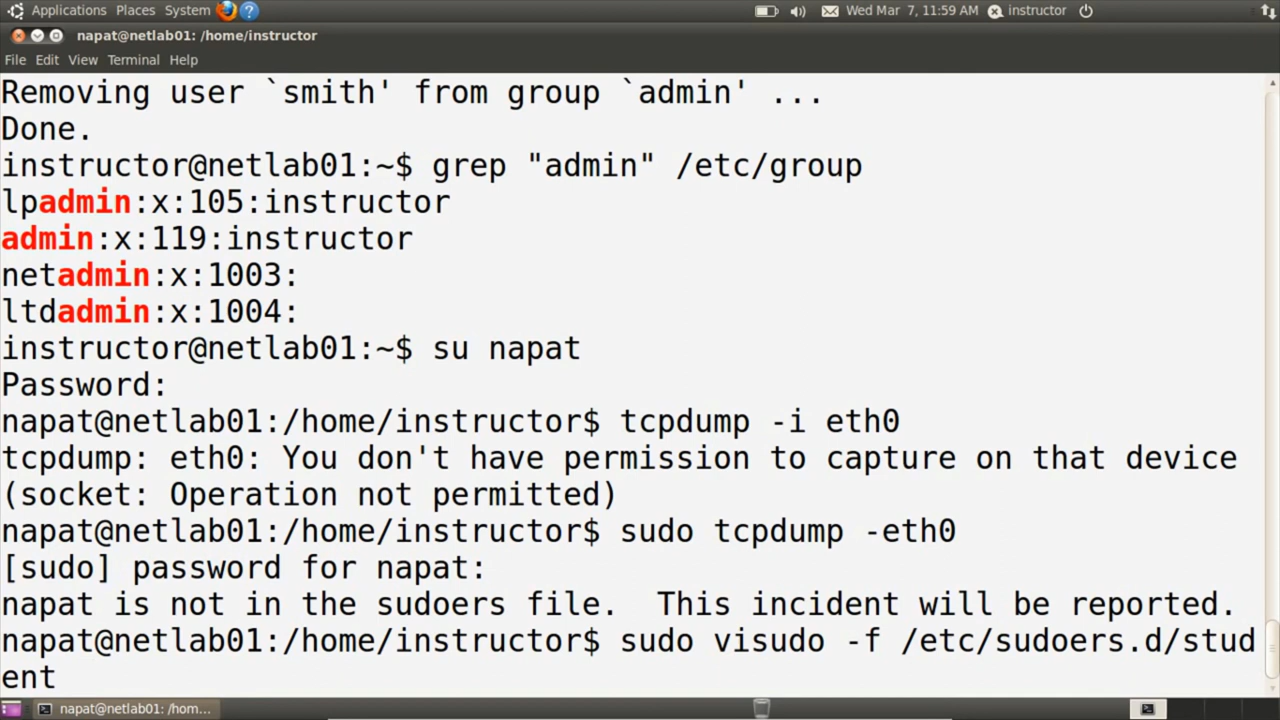 Applications Places System Wed Mar 7, 11:59 AM instructor
napat@netlab01: /home/instructor
File Edit View Terminal Help
Removing user `smith' from group `admin' ...
Done.
instructor@netlab01:~$ grep "admin" /etc/group
lpadmin:x:105:instructor
admin:x:119:instructor
netadmin:x:1003:
ltdadmin:x:1004:
instructor@netlab01:~$ su napat
Password:
napat@netlab01:/home/instructor$ tcpdump -i eth0
tcpdump: eth0: You don't have permission to capture on that device
(socket: Operation not permitted)
napat@netlab01:/home/instructor$ sudo tcpdump -eth0
[sudo] password for napat:
napat is not in the sudoers file.  This incident will be reported.
napat@netlab01:/home/instructor$ sudo visudo -f /etc/sudoers.d/stud
ent
napat@netlab01: /hom...